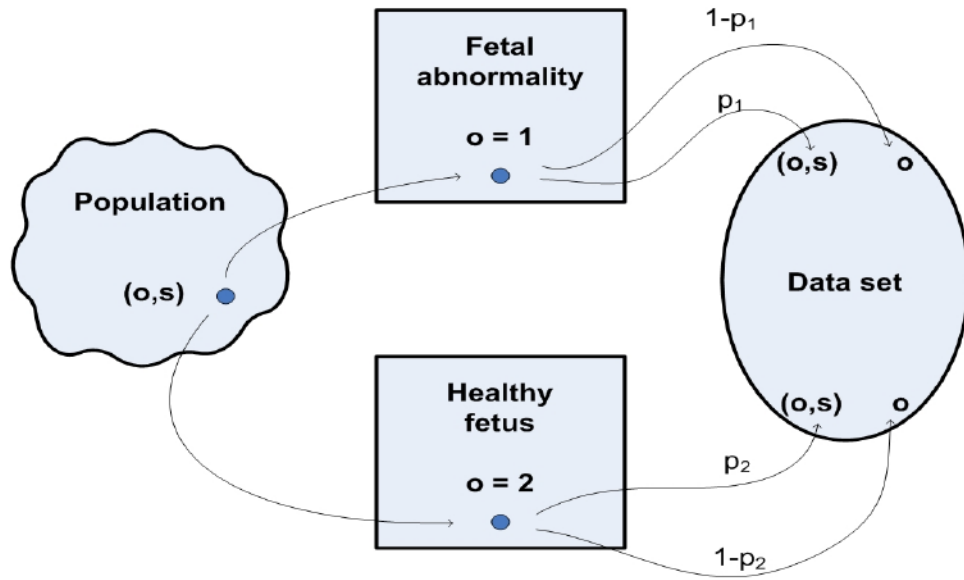 1-p₁
Fetal
abnormality
p₁
o = 1
(o,s) o
Population
(o,s)
Data set
Healthy
fetus
(o,s) o
p₂
o = 2
1-p₂